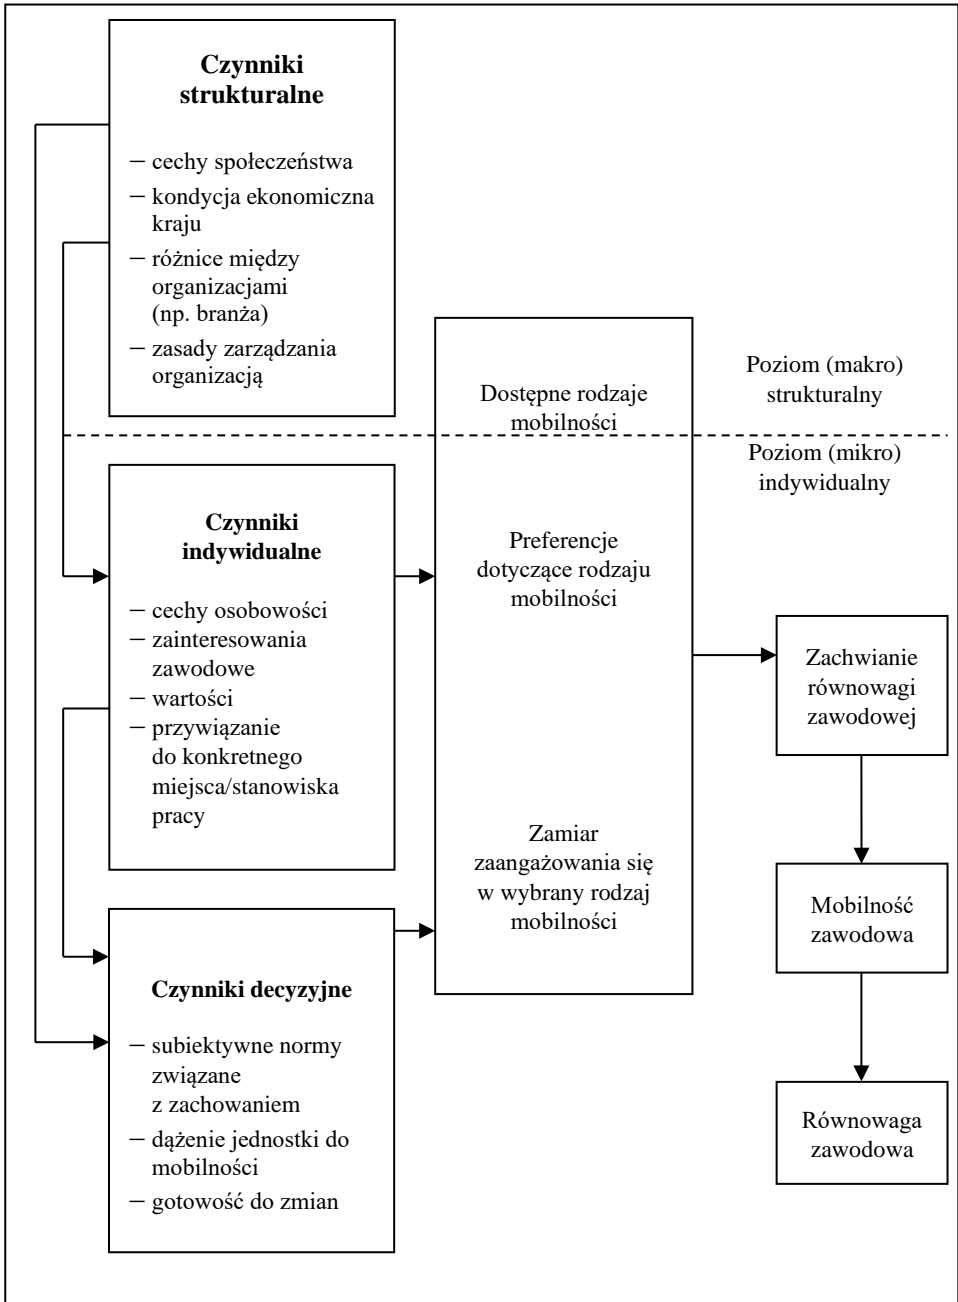 Czynniki
strukturalne
– cechy społeczeństwa
– kondycja ekonomiczna
kraju
– różnice między
organizacjami
(np. branża)
– zasady zarządzania
organizacją
Dostępne rodzaje
mobilności
Poziom (makro)
strukturalny
Poziom (mikro)
indywidualny
Czynniki
indywidualne
– cechy osobowości
– zainteresowania
zawodowe
– wartości
– przywiązanie
do konkretnego
miejsca/stanowiska
pracy
Preferencje
dotyczące rodzaju
mobilności
Zamiar
zaangażowania się
w wybrany rodzaj
mobilności
Czynniki decyzyjne
– subiektywne normy
związane
z zachowaniem
– dążenie jednostki do
mobilności
– gotowość do zmian
Zachwianie
równowagi
zawodowej
Mobilność
zawodowa
Równowaga
zawodowa